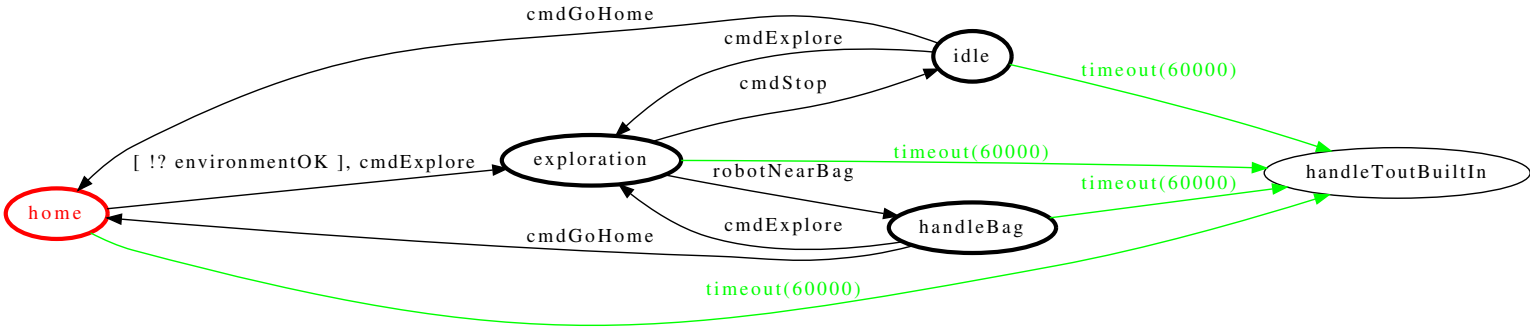 cmdGoHome
cmdExplore
idle
timeout(60000)
cmdStop
[ !? environmentOK ], cmdExplore
exploration
timeout(60000)
robotNearBag
handleToutBuiltIn
timeout(60000)
home
cmdGoHome
cmdExplore
handleBag
timeout(60000)